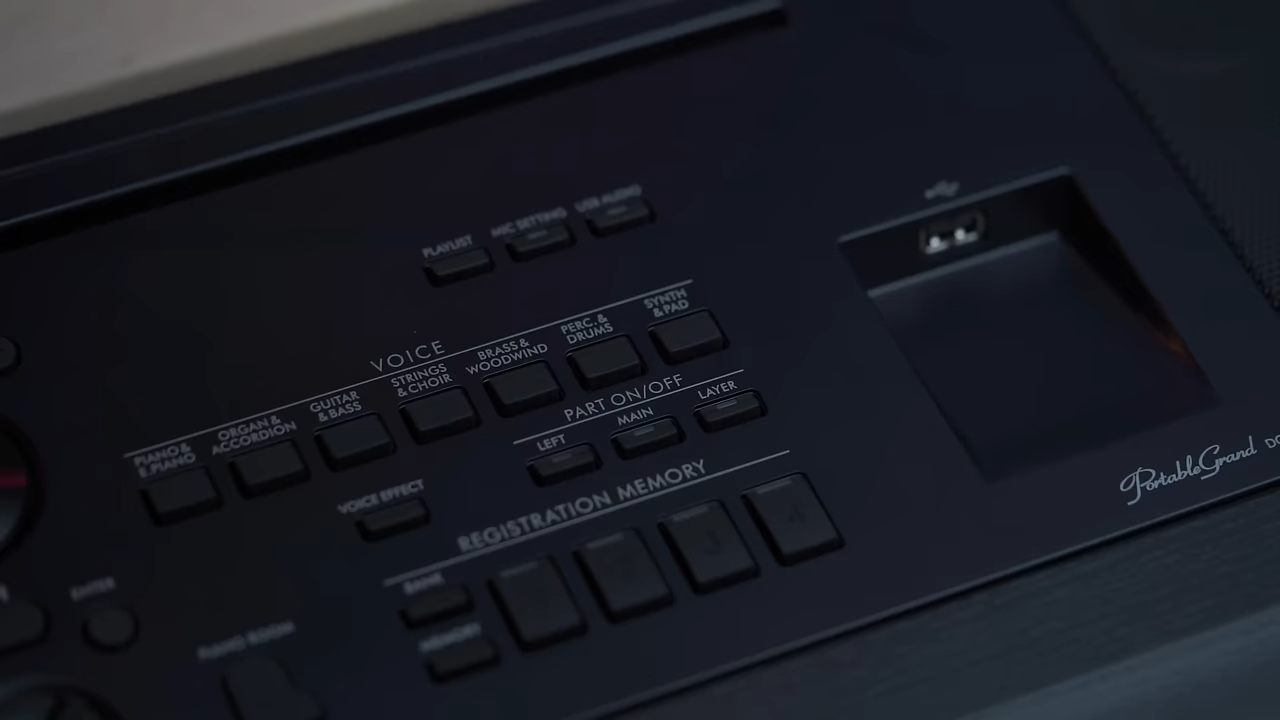 PLAYLIST
MIC SETTING
USB AUDIO
VOICE
PIANO &
E.PIANO
ORGAN &
ACCORDION
GUITAR
& BASS
STRINGS
& CHOIR
BRASS &
WOODWIND
PERC. &
DRUMS
SYNTH
& PAD
PART ON/OFF
LEFT
MAIN
LAYER
VOICE EFFECT
REGISTRATION MEMORY
BANK
MEMORY
4
ENTER
PIANO ROOM
PortableGrand